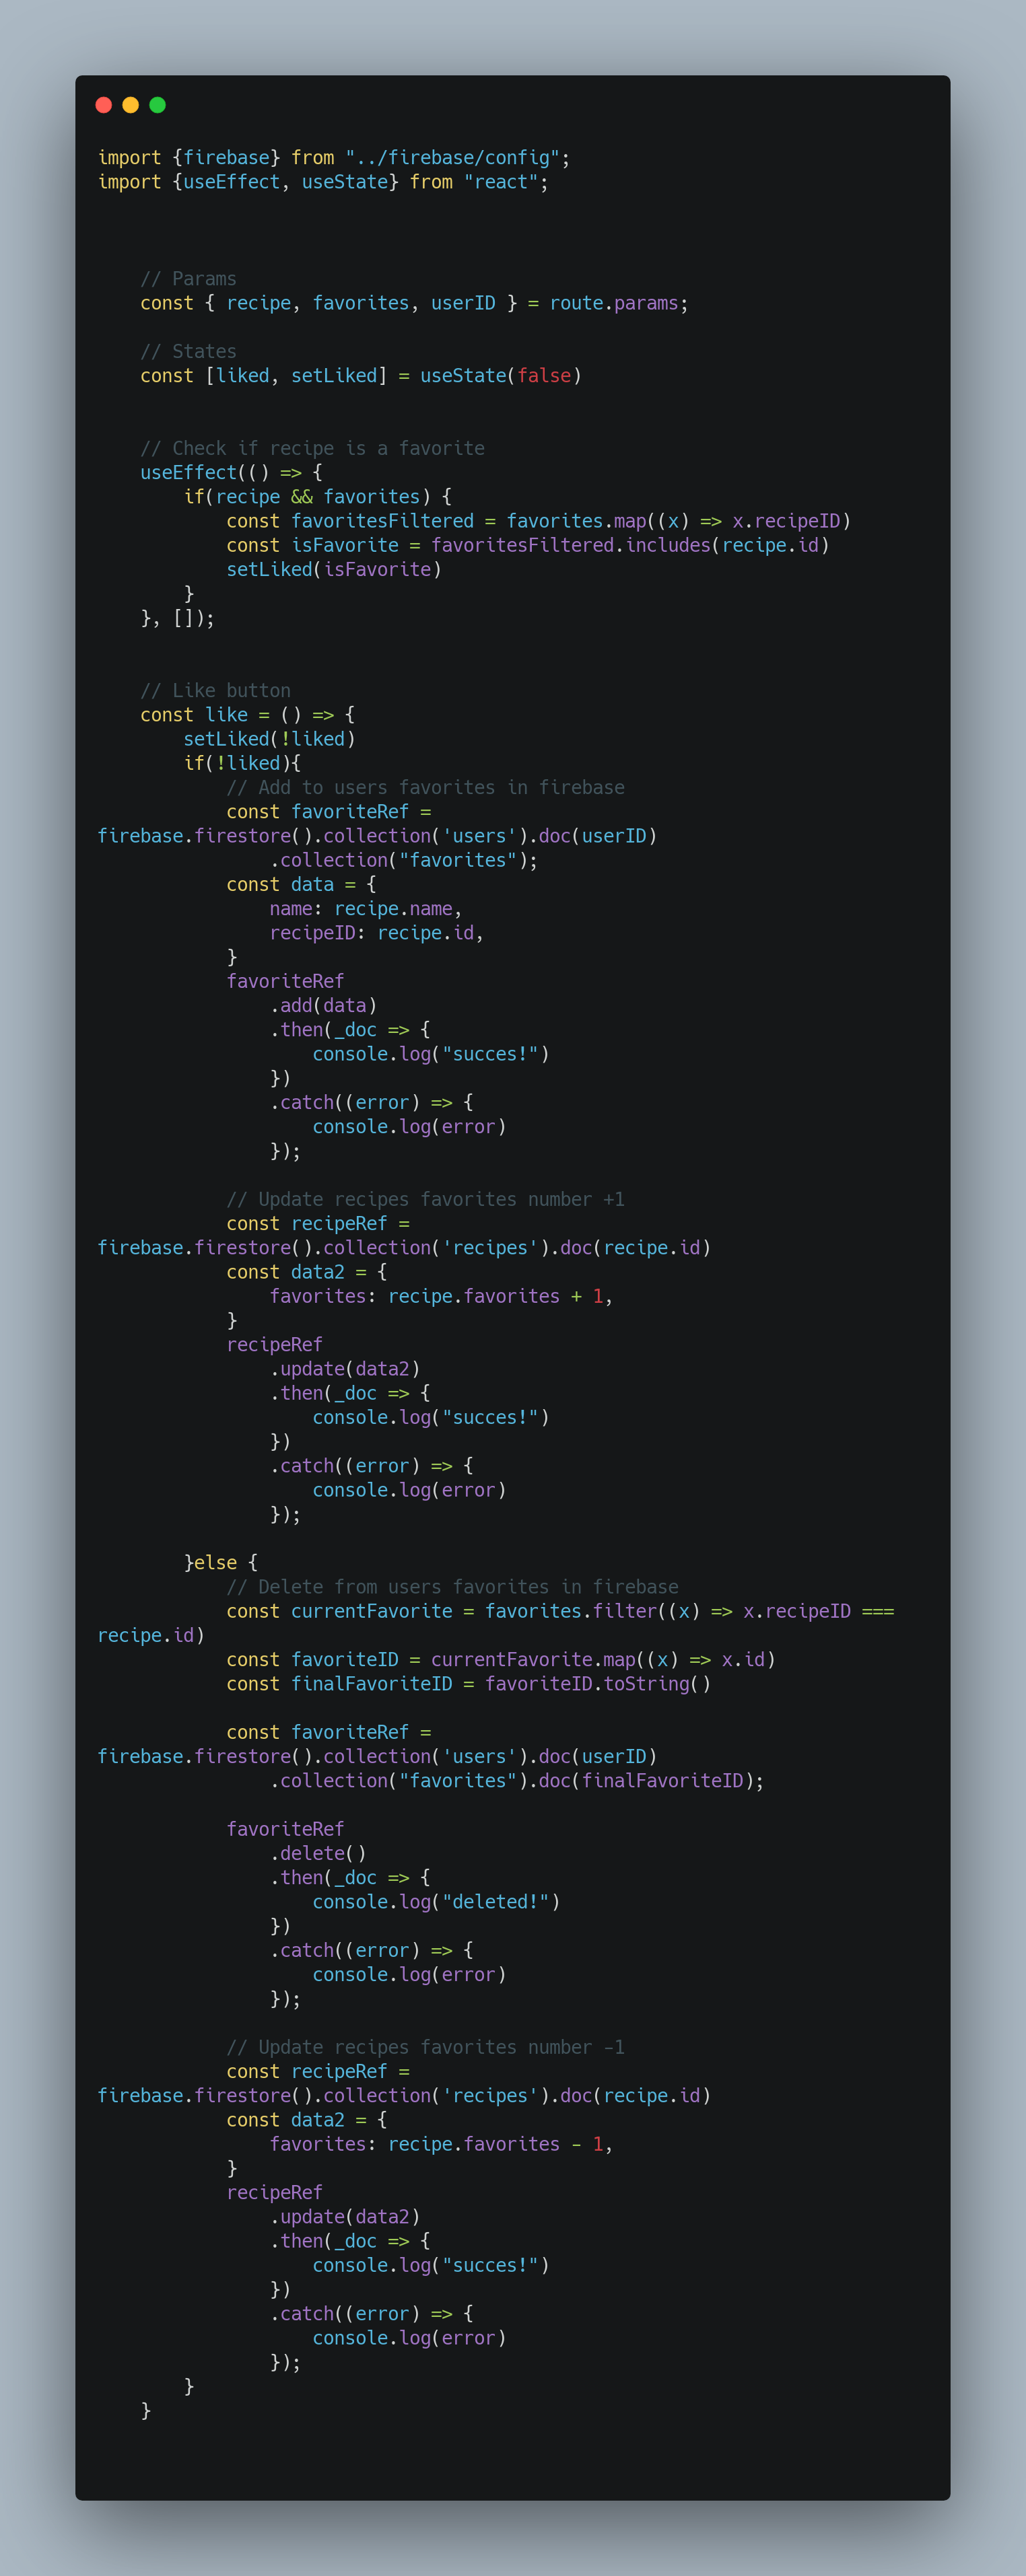 import {firebase} from "../firebase/config";
import {useEffect, useState} from "react";
// Params
const { recipe, favorites, userID } = route.params;
// States
const [liked, setLiked] = useState(false)
// Check if recipe is a favorite
useEffect(() => {
if(recipe && favorites) {
const favoritesFiltered = favorites.map((x) => x.recipeID)
const isFavorite = favoritesFiltered.includes(recipe.id)
setLiked(isFavorite)
}
}, []);
// Like button
const like = () => {
setLiked(!liked)
if(!liked){
// Add to users favorites in firebase
const favoriteRef =
firebase.firestore().collection('users').doc(userID)
.collection("favorites");
const data = {
name: recipe.name,
recipeID: recipe.id,
}
favoriteRef
.add(data)
.then(_doc => {
console.log("succes!")
})
.catch((error) => {
console.log(error)
});
// Update recipes favorites number +1
const recipeRef =
firebase.firestore().collection('recipes').doc(recipe.id)
const data2 = {
favorites: recipe.favorites + 1,
}
recipeRef
.update(data2)
.then(_doc => {
console.log("succes!")
})
.catch((error) => {
console.log(error)
});
}else {
// Delete from users favorites in firebase
const currentFavorite = favorites.filter((x) => x.recipeID ===
recipe.id)
const favoriteID = currentFavorite.map((x) => x.id)
const finalFavoriteID = favoriteID.toString()
const favoriteRef =
firebase.firestore().collection('users').doc(userID)
.collection("favorites").doc(finalFavoriteID);
favoriteRef
.delete()
.then(_doc => {
console.log("deleted!")
})
.catch((error) => {
console.log(error)
});
// Update recipes favorites number -1
const recipeRef =
firebase.firestore().collection('recipes').doc(recipe.id)
const data2 = {
favorites: recipe.favorites - 1,
}
recipeRef
.update(data2)
.then(_doc => {
console.log("succes!")
})
.catch((error) => {
console.log(error)
});
}
}